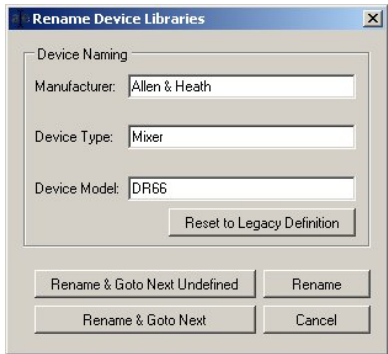 Rename Device Libraries
Device Naming
Manufacturer: Allen & Heath
Device Type: Mixer
Device Model: DR66
Reset to Legacy Definition
Rename & Goto Next Undefined Rename
Rename & Goto Next Cancel